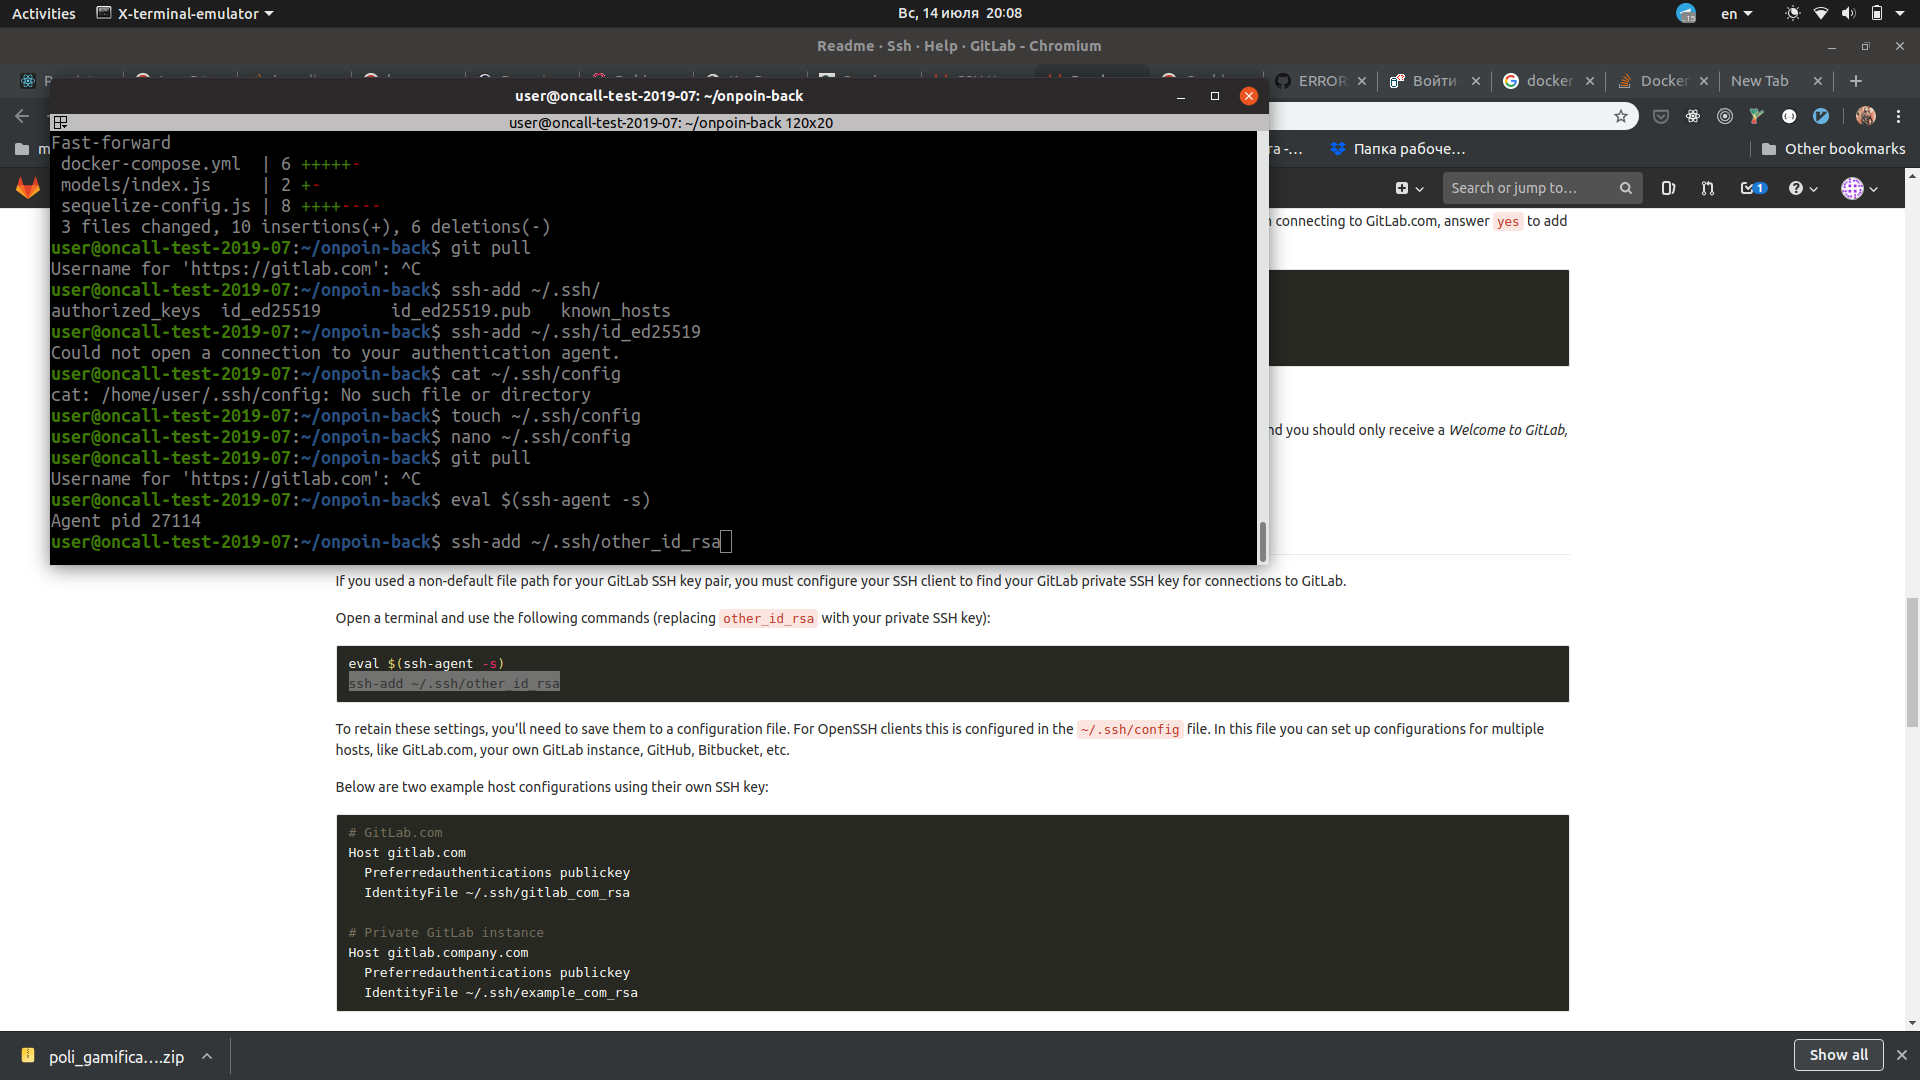 Activities X-terminal-emulator Вс, 14 июля 20:08 15 en
Readme · Ssh · Help · GitLab - Chromium
ERROR Войти docker Docker New Tab
user@oncall-test-2019-07: ~/onpoin-back
user@oncall-test-2019-07: ~/onpoin-back 120x20
Папка рабоче... Other bookmarks
Search or jump to... 1
Fast-forward
docker-compose.yml | 6 +++++-
models/index.js | 2 +-
sequelize-config.js | 8 ++++----
3 files changed, 10 insertions(+), 6 deletions(-)
user@oncall-test-2019-07:~/onpoin-back$ git pull
Username for 'https://gitlab.com': ^C
user@oncall-test-2019-07:~/onpoin-back$ ssh-add ~/.ssh/
authorized_keys id_ed25519 id_ed25519.pub known_hosts
user@oncall-test-2019-07:~/onpoin-back$ ssh-add ~/.ssh/id_ed25519
Could not open a connection to your authentication agent.
user@oncall-test-2019-07:~/onpoin-back$ cat ~/.ssh/config
cat: /home/user/.ssh/config: No such file or directory
user@oncall-test-2019-07:~/onpoin-back$ touch ~/.ssh/config
user@oncall-test-2019-07:~/onpoin-back$ nano ~/.ssh/config
user@oncall-test-2019-07:~/onpoin-back$ git pull
Username for 'https://gitlab.com': ^C
user@oncall-test-2019-07:~/onpoin-back$ eval $(ssh-agent -s)
Agent pid 27114
user@oncall-test-2019-07:~/onpoin-back$ ssh-add ~/.ssh/other_id_rsa
connecting to GitLab.com, answer yes to add
nd you should only receive a Welcome to GitLab,
If you used a non-default file path for your GitLab SSH key pair, you must configure your SSH client to find your GitLab private SSH key for connections to GitLab.
Open a terminal and use the following commands (replacing other_id_rsa with your private SSH key):
eval $(ssh-agent -s)
ssh-add ~/.ssh/other_id_rsa
To retain these settings, you'll need to save them to a configuration file. For OpenSSH clients this is configured in the ~/.ssh/config file. In this file you can set up configurations for multiple
hosts, like GitLab.com, your own GitLab instance, GitHub, Bitbucket, etc.
Below are two example host configurations using their own SSH key:
# GitLab.com
Host gitlab.com
Preferredauthentications publickey
IdentityFile ~/.ssh/gitlab_com_rsa
# Private GitLab instance
Host gitlab.company.com
Preferredauthentications publickey
IdentityFile ~/.ssh/example_com_rsa
poli_gamifica....zip Show all